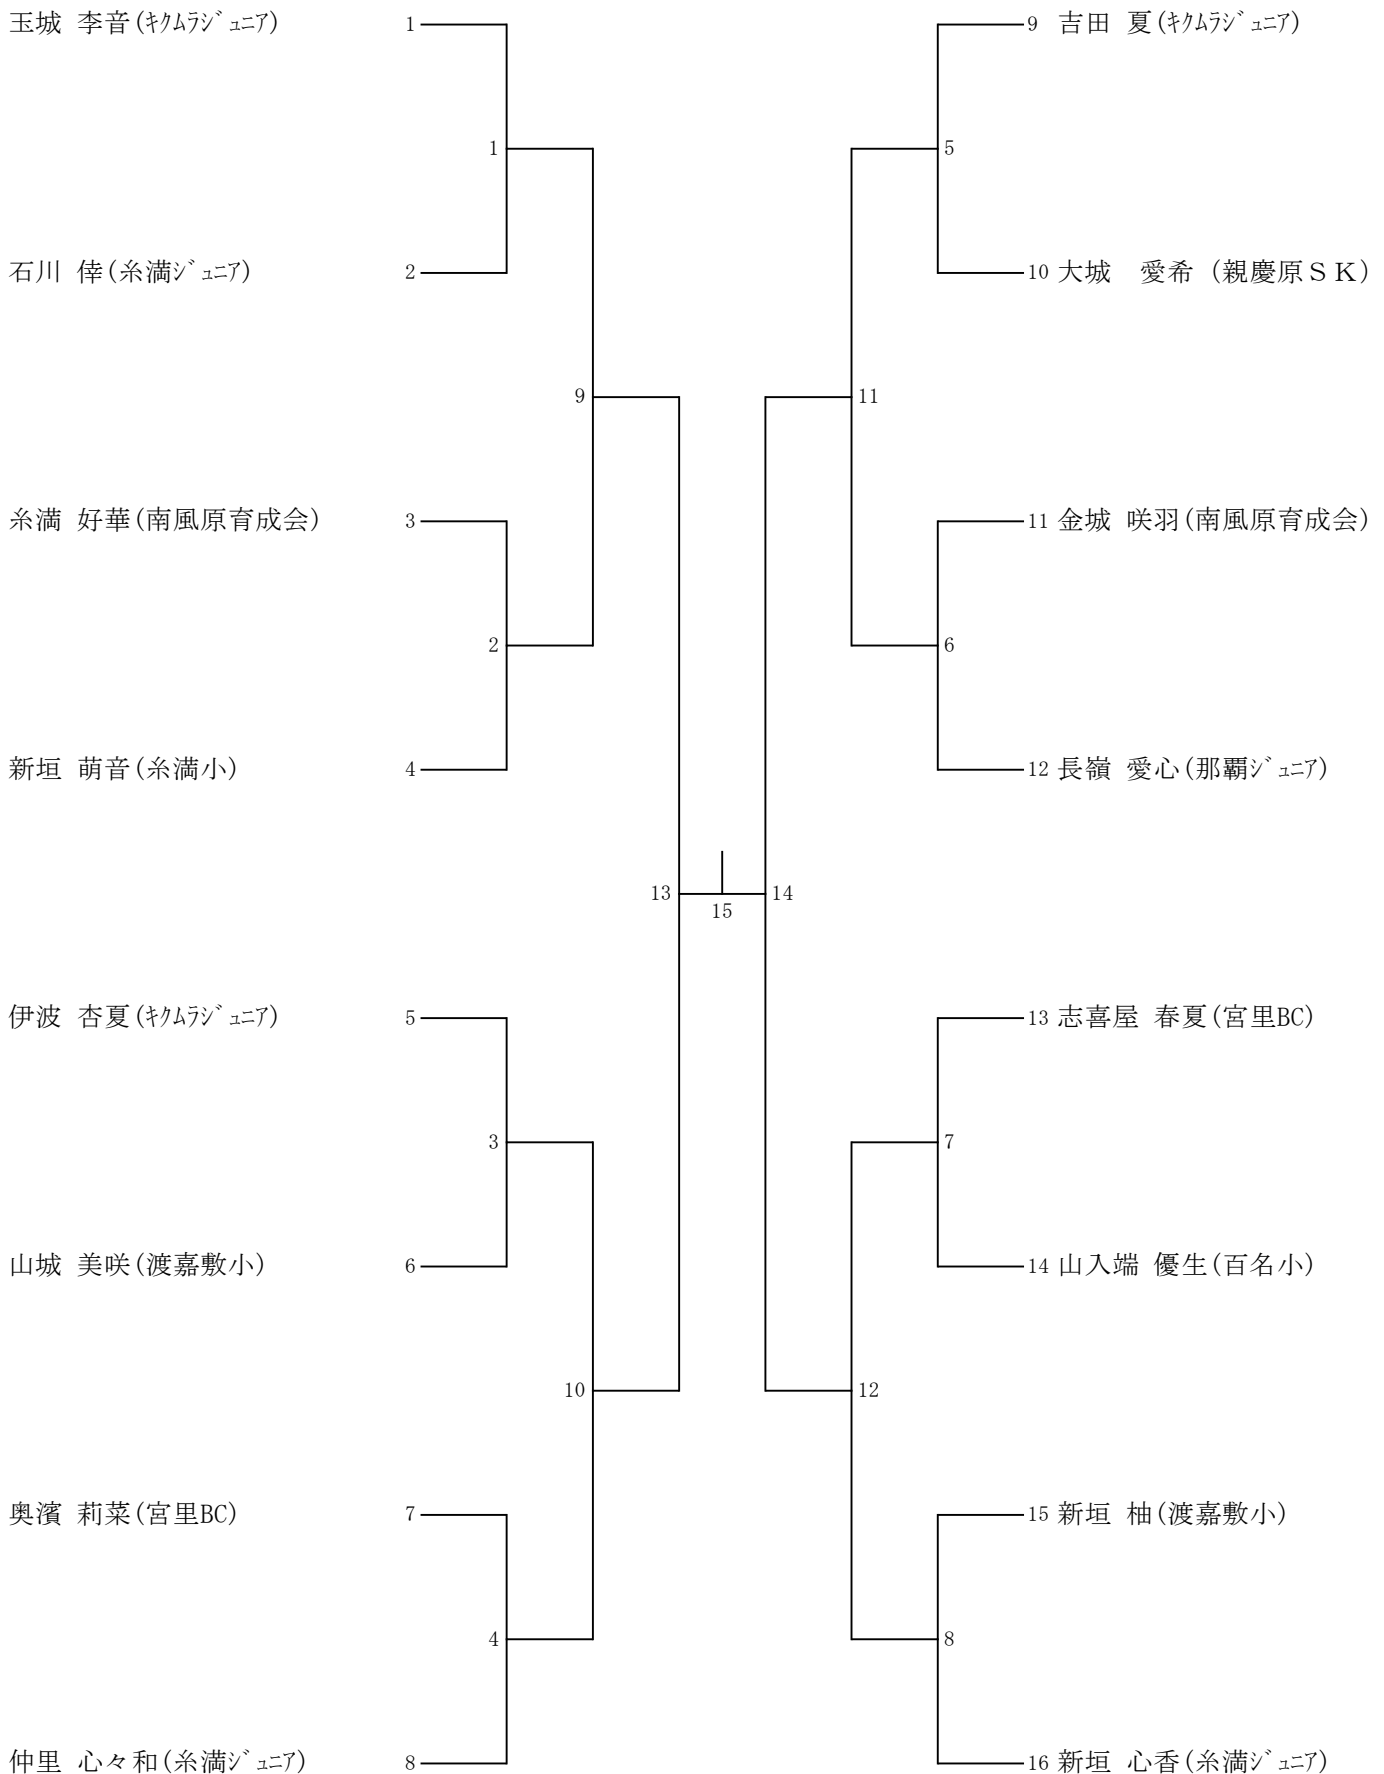 玉城 李音(ｷｸﾑﾗｼﾞｭﾆｱ) 1
1
石川 倖(糸満ｼﾞｭﾆｱ) 2
9
糸満 好華(南風原育成会) 3
2
新垣 萌音(糸満小) 4
13
伊波 杏夏(ｷｸﾑﾗｼﾞｭﾆｱ) 5
3
山城 美咲(渡嘉敷小) 6
10
奥濱 莉菜(宮里BC) 7
4
仲里 心々和(糸満ｼﾞｭﾆｱ) 8
15
9 吉田 夏(ｷｸﾑﾗｼﾞｭﾆｱ)
5
10 大城　愛希（親慶原ＳＫ）
11
11 金城 咲羽(南風原育成会)
6
12 長嶺 愛心(那覇ｼﾞｭﾆｱ)
14
13 志喜屋 春夏(宮里BC)
7
14 山入端 優生(百名小)
12
15 新垣 柚(渡嘉敷小)
8
16 新垣 心香(糸満ｼﾞｭﾆｱ)